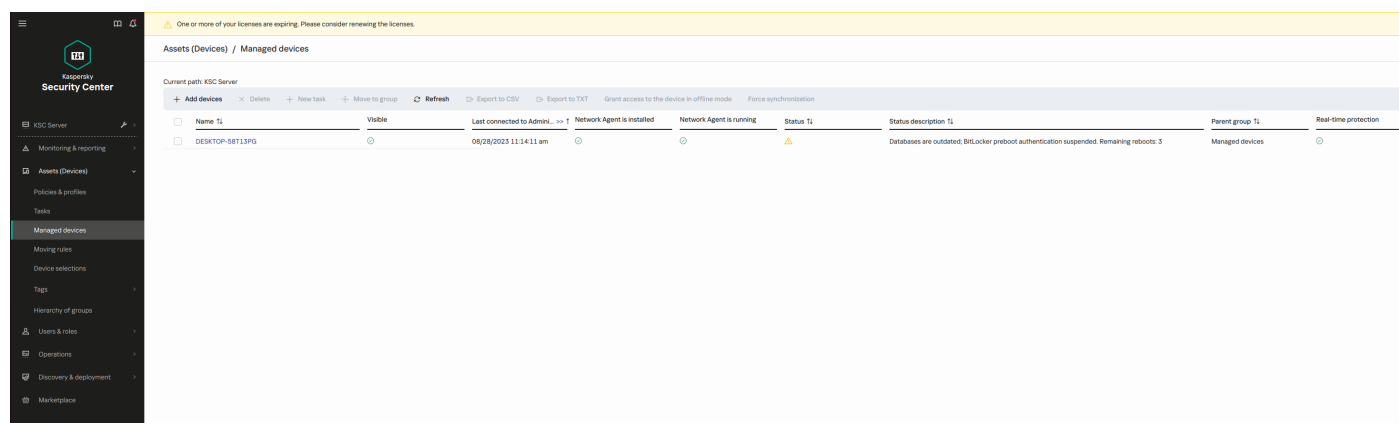 One or more of your licenses are expiring. Please consider renewing the licenses.
Kaspersky
Security Center
KSC Server
Monitoring & reporting
Assets (Devices)
Policies & profiles
Tasks
Managed devices
Moving rules
Device selections
Tags
Hierarchy of groups
Users & roles
Operations
Discovery & deployment
Marketplace
Assets (Devices) / Managed devices
Current path: KSC Server
Add devices Delete New task Move to group Refresh Export to CSV Export to TXT Grant access to the device in offline mode Force synchronization
Name Visible Last connected to Admini... >> Network Agent is installed Network Agent is running Status Status description Parent group Real-time protection
DESKTOP-58T13PG 08/28/2023 11:14:11 am Databases are outdated; BitLocker preboot authentication suspended. Remaining reboots: 3 Managed devices